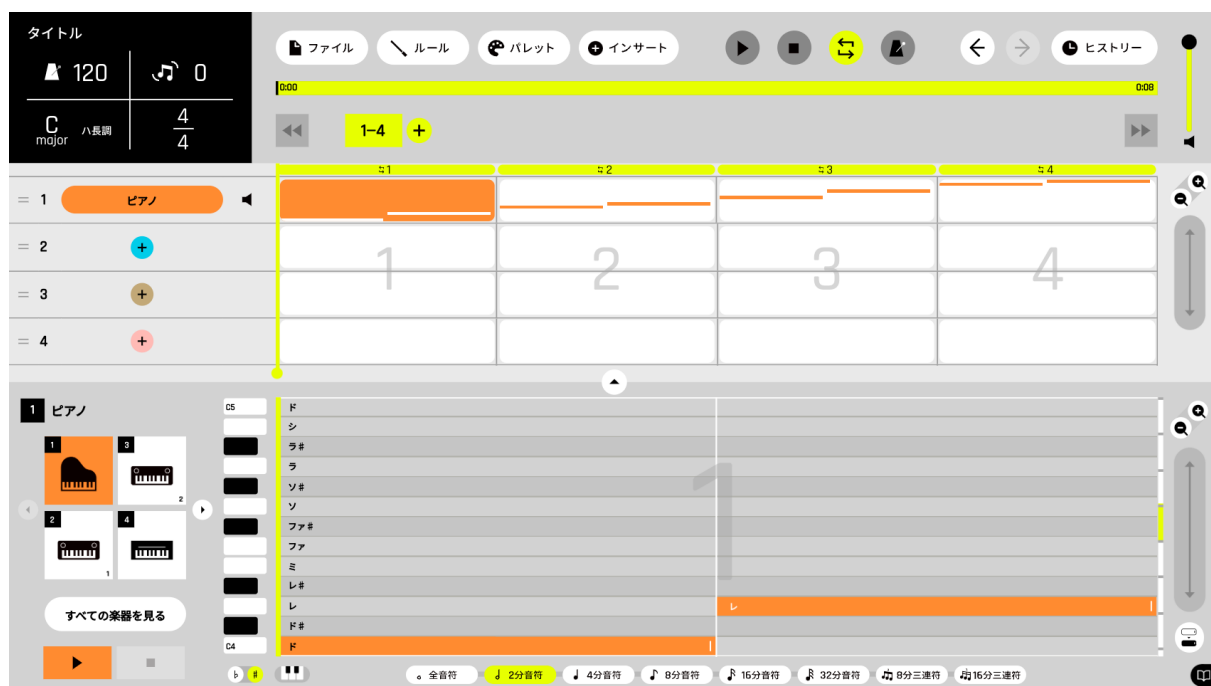 タイトル
120 0
C major ハ長調 4/4
ファイル ルール パレット インサート ヒストリー
0:00 0:08
1-4 +
1 2 3 4
1 ピアノ
2 +
3 +
4 +
1 2 3 4
1 ピアノ
1 3
2
2 4
1
すべての楽器を見る
C5 ド
シ
ラ#
ラ
ソ#
ソ
ファ#
ファ
ミ
レ#
レ レ
ド#
C4 ド
1
♭ # 全音符 2分音符 4分音符 8分音符 16分音符 32分音符 8分三連符 16分三連符